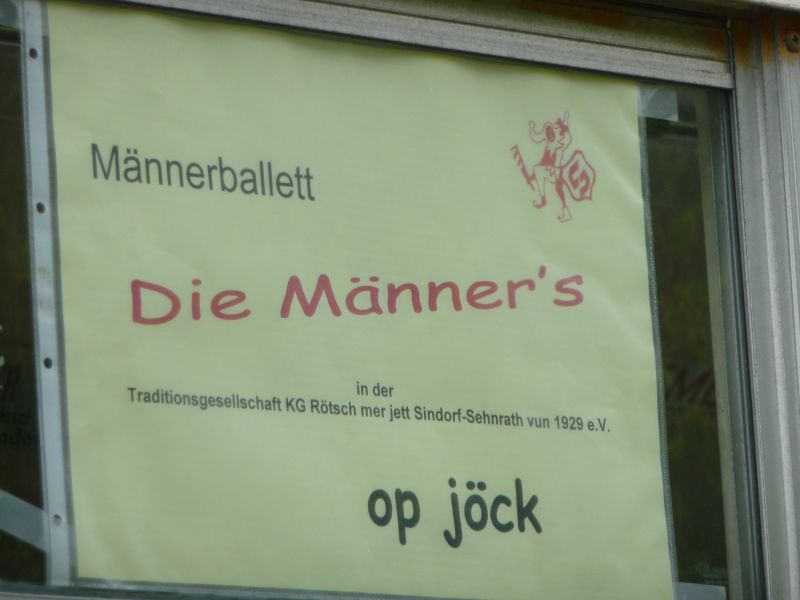 Männerballett
Die Männer's
in der
Traditionsgesellschaft KG Rötsch mer jett Sindorf-Sehnrath vun 1929 e.V.
op jöck